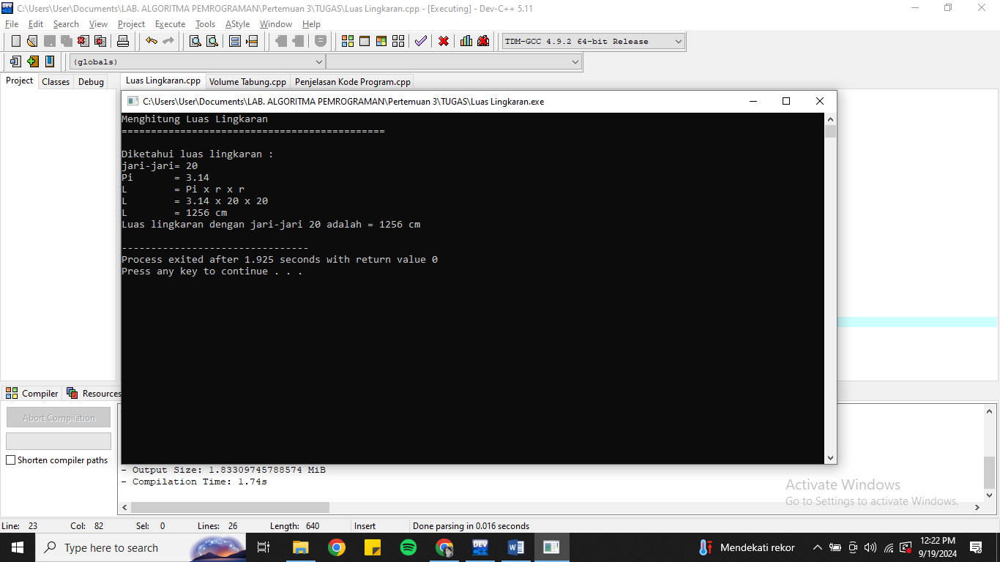 C:\Users\User\Documents\LAB. ALGORITMA PEMROGRAMAN\Pertemuan 3\TUGAS\Luas Lingkaran.cpp - [Executing] - Dev-C++ 5.11
File Edit Search View Project Execute Tools AStyle Window Help
TDM-GCC 4.9.2 64-bit Release
(globals)
Project Classes Debug Luas Lingkaran.cpp Volume Tabung.cpp Penjelasan Kode Program.cpp
C:\Users\User\Documents\LAB. ALGORITMA PEMROGRAMAN\Pertemuan 3\TUGAS\Luas Lingkaran.exe
Menghitung Luas Lingkaran
=============================================
Diketahui luas lingkaran :
jari-jari= 20
Pi       = 3.14
L        = Pi x r x r
L        = 3.14 x 20 x 20
L        = 1256 cm
Luas lingkaran dengan jari-jari 20 adalah = 1256 cm
--------------------------------
Process exited after 1.925 seconds with return value 0
Press any key to continue . . .
Compiler Resources
Abort Compilation
Shorten compiler paths
- Output Size: 1.83309745788574 MiB
- Compilation Time: 1.74s
Activate Windows
Go to Settings to activate Windows.
Line: 23 Col: 82 Sel: 0 Lines: 26 Length: 640 Insert Done parsing in 0.016 seconds
Type here to search
DEV
Mendekati rekor
12:22 PM
9/19/2024